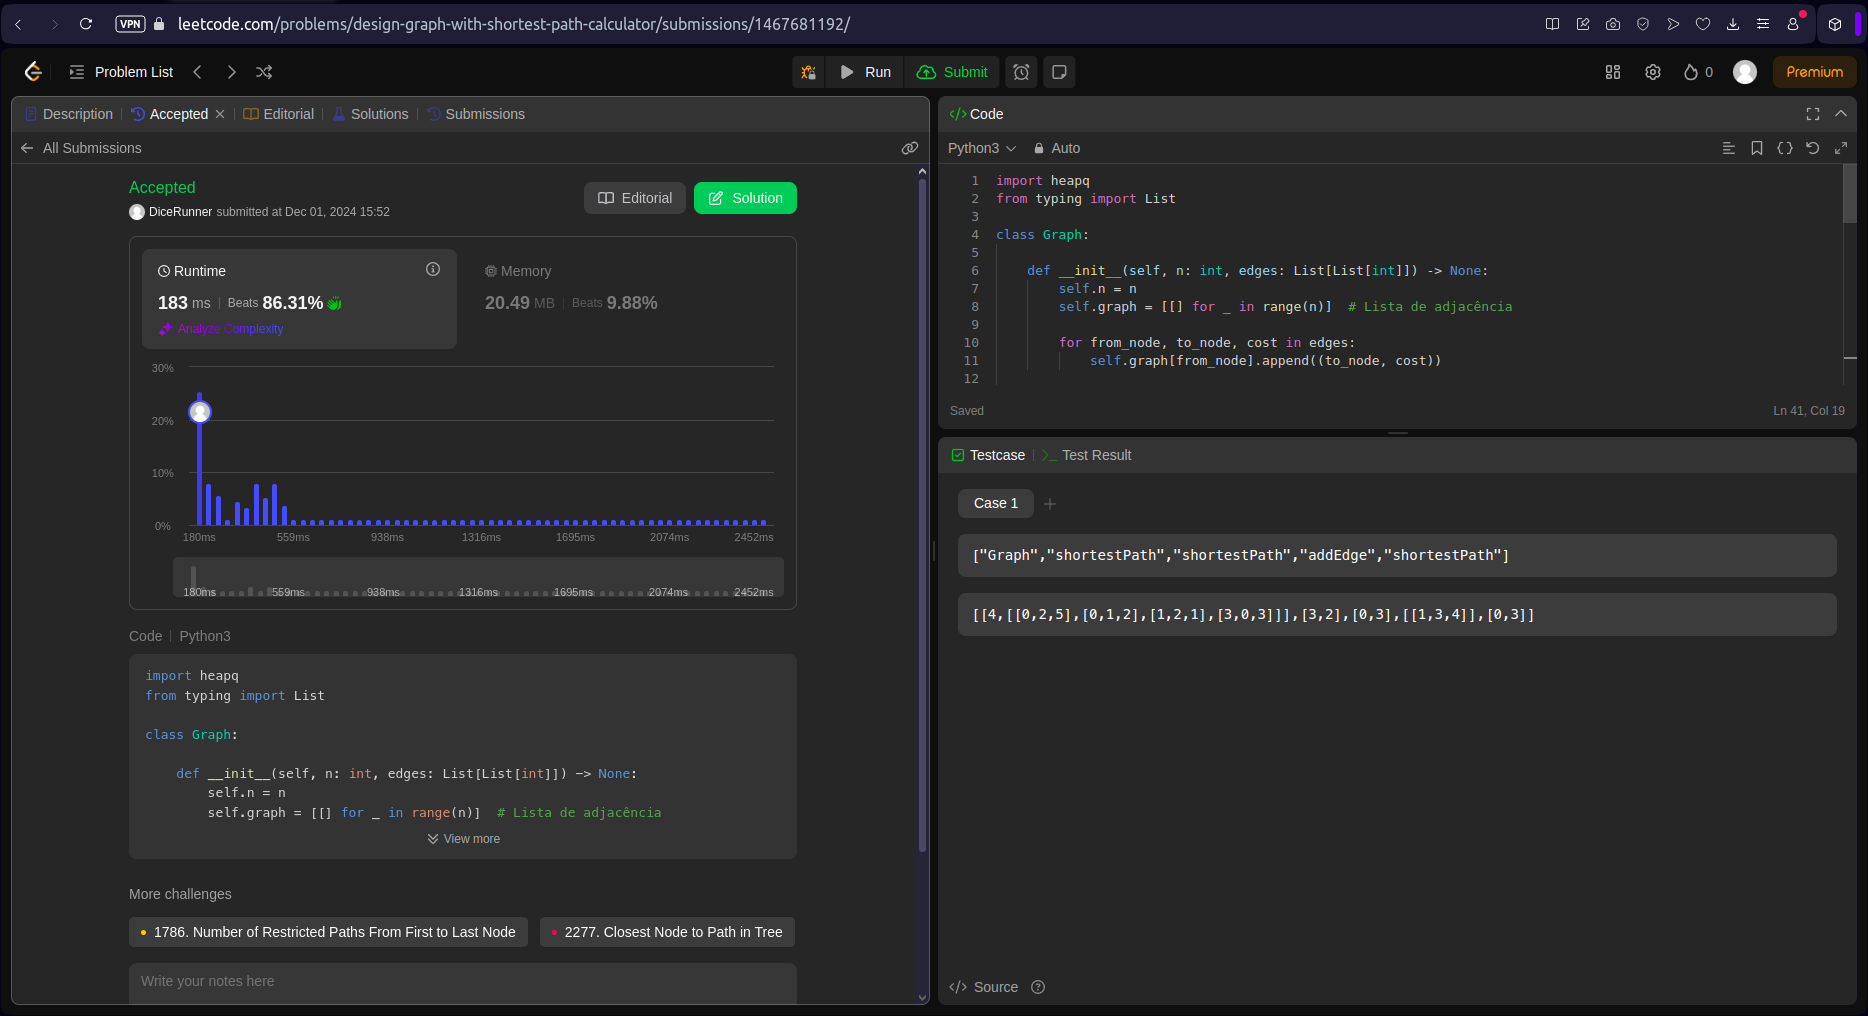 VPN leetcode.com/problems/design-graph-with-shortest-path-calculator/submissions/1467681192/
Problem List Run Submit 0 Premium
Description Accepted Editorial Solutions Submissions
All Submissions
Accepted
DiceRunner submitted at Dec 01, 2024 15:52
Editorial Solution
Runtime
183 ms Beats 86.31%
Analyze Complexity
Memory
20.49 MB Beats 9.88%
30%
20%
10%
0%
180ms 559ms 938ms 1316ms 1695ms 2074ms 2452ms
180ms 559ms 938ms 1316ms 1695ms 2074ms 2452ms
Code Python3
import heapq
from typing import List
class Graph:
def __init__(self, n: int, edges: List[List[int]]) -> None:
self.n = n
self.graph = [[] for _ in range(n)]  # Lista de adjacência
View more
More challenges
1786. Number of Restricted Paths From First to Last Node
2277. Closest Node to Path in Tree
Write your notes here
</> Code
Python3 Auto
1 import heapq
2 from typing import List
3
4 class Graph:
5
6 def __init__(self, n: int, edges: List[List[int]]) -> None:
7 self.n = n
8 self.graph = [[] for _ in range(n)]  # Lista de adjacência
9
10 for from_node, to_node, cost in edges:
11 self.graph[from_node].append((to_node, cost))
12
Saved Ln 41, Col 19
Testcase >_ Test Result
Case 1 +
["Graph","shortestPath","shortestPath","addEdge","shortestPath"]
[[4,[[0,2,5],[0,1,2],[1,2,1],[3,0,3]]],[3,2],[0,3],[[1,3,4]],[0,3]]
</> Source ?